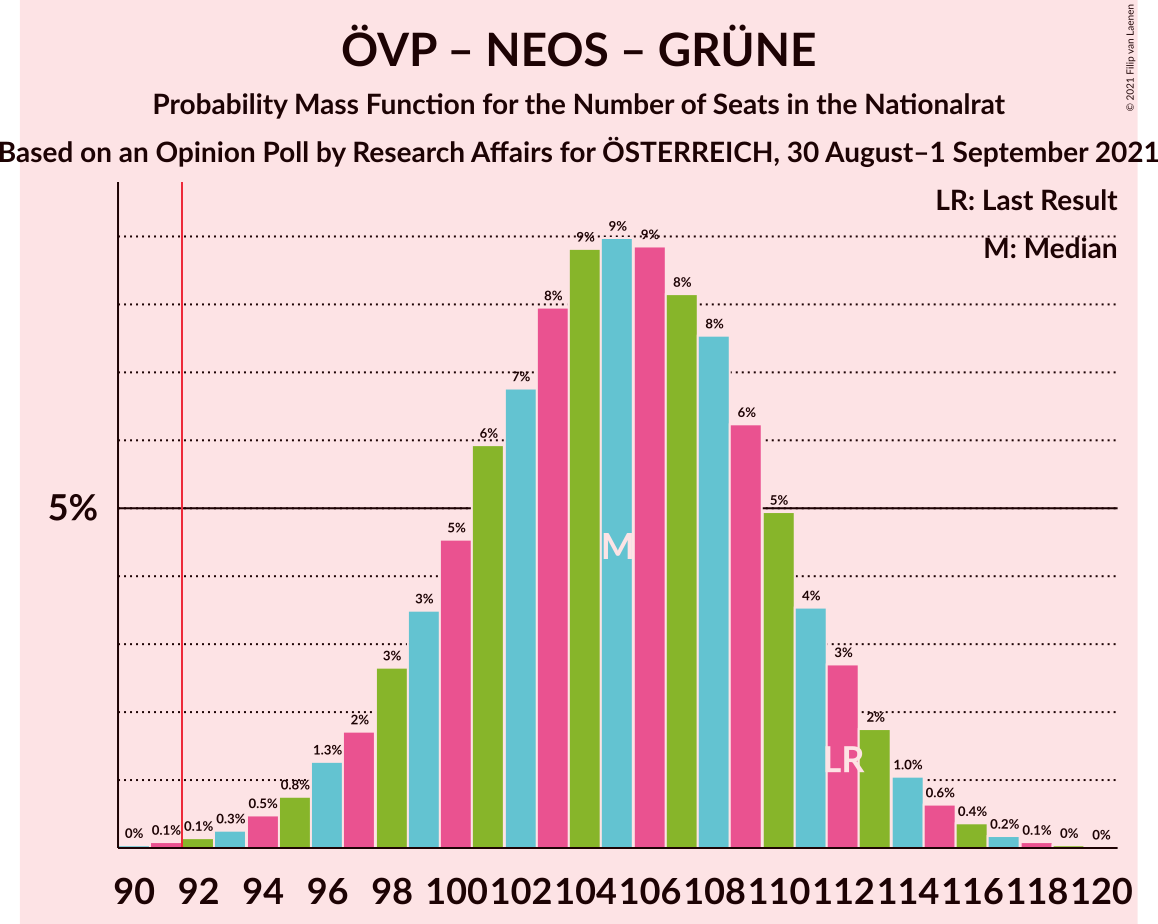 ÖVP – NEOS – GRÜNE
Probability Mass Function for the Number of Seats in the Nationalrat
Based on an Opinion Poll by Research Affairs for ÖSTERREICH, 30 August–1 September 2021
© 2021 Filip van Laenen
LR: Last Result
M: Median
5%
0% 0.1% 0.1% 0.3% 0.5% 0.8% 1.3% 2% 3% 3% 5% 6% 7% 8% 9% 9% 9% 8% 8% 6% 5% 4% 3% 2% 1.0% 0.6% 0.4% 0.2% 0.1% 0% 0%
M
LR
90 92 94 96 98 100 102 104 106 108 110 112 114 116 118 120